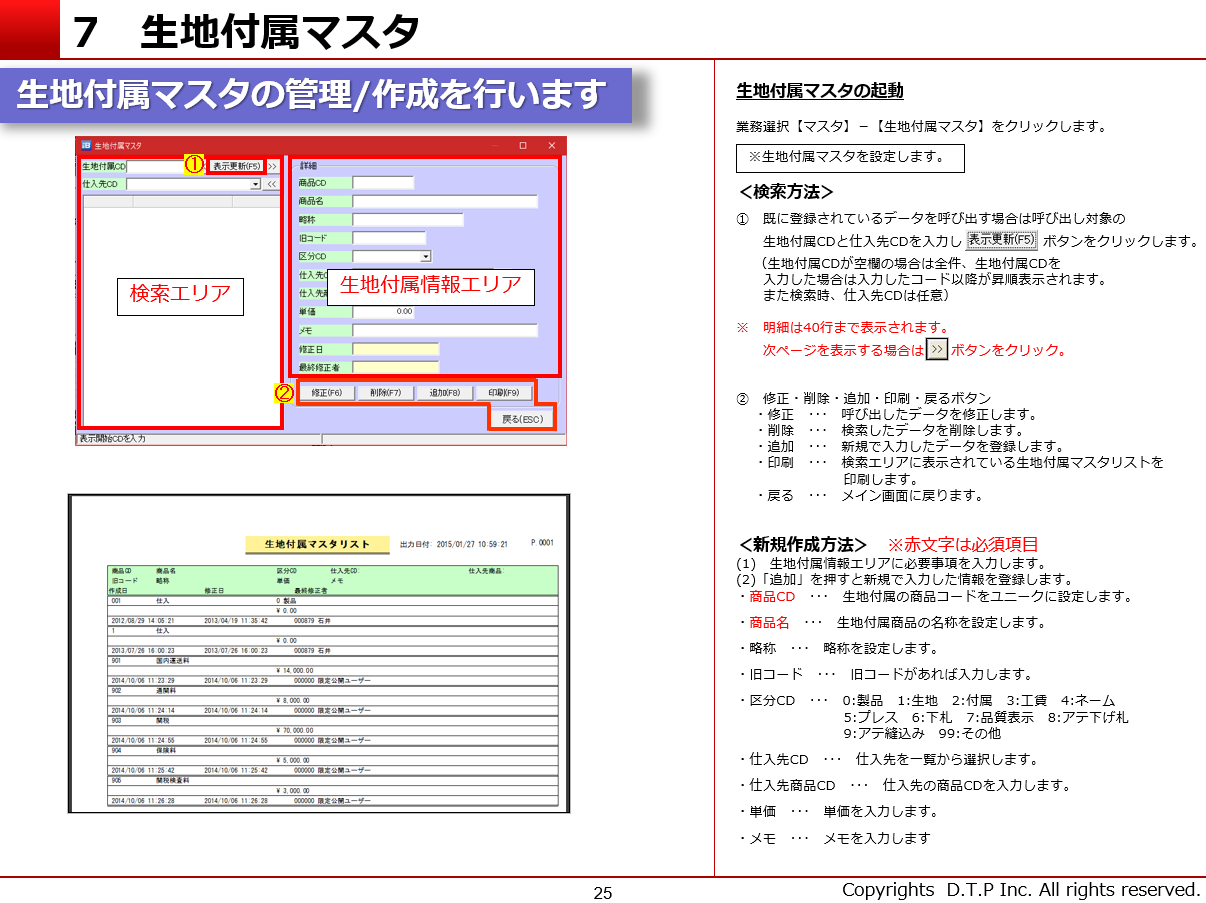 7 生地付属マスタ
生地付属マスタの管理/作成を行います
生地付属マスタ
生地付属CD
① 表示更新(F5) >>
仕入先CD <<
検索エリア
詳細
商品CD
商品名
略称
旧コード
区分CD
生地付属情報エリア
単価 0.00
メモ
修正日
最終修正者
② 修正(F6) 削除(F7) 追加(F8) 印刷(F9)
戻る(ESC)
表示開始CDを入力
生地付属マスタリスト 出力日付: 2015/01/27 10:59:21 P.0001
商品CD 商品名 区分CD 仕入先CD: 仕入先商品:
旧コード 略称 単価 メモ
作成日 修正日 最終修正者
001 仕入 0 製品
¥ 0.00
2012/08/29 14:05:21 2013/04/19 11:35:42 000879 石井
1 仕入
¥ 0.00
2013/07/26 16:00:23 2013/07/26 16:00:23 000879 石井
901 国内運送料
¥ 14,000.00
2014/10/06 11:23:29 2014/10/06 11:23:29 000000 限定公開ユーザー
902 通関料
¥ 8,000.00
2014/10/06 11:24:14 2014/10/06 11:24:14 000000 限定公開ユーザー
903 関税
¥ 70,000.00
2014/10/06 11:24:55 2014/10/06 11:24:55 000000 限定公開ユーザー
904 保険料
¥ 5,000.00
2014/10/06 11:25:42 2014/10/06 11:25:42 000000 限定公開ユーザー
905 関税検査料
¥ 3,000.00
2014/10/06 11:26:28 2014/10/06 11:26:28 000000 限定公開ユーザー
生地付属マスタの起動
業務選択【マスタ】－【生地付属マスタ】をクリックします。
※生地付属マスタを設定します。
＜検索方法＞
① 既に登録されているデータを呼び出す場合は呼び出し対象の
生地付属CDと仕入先CDを入力し 表示更新(F5) ボタンをクリックします。
（生地付属CDが空欄の場合は全件、生地付属CDを
入力した場合は入力したコード以降が昇順表示されます。
また検索時、仕入先CDは任意）
※ 明細は40行まで表示されます。
次ページを表示する場合は >> ボタンをクリック。
② 修正・削除・追加・印刷・戻るボタン
・修正 ･･･ 呼び出したデータを修正します。
・削除 ･･･ 検索したデータを削除します。
・追加 ･･･ 新規で入力したデータを登録します。
・印刷 ･･･ 検索エリアに表示されている生地付属マスタリストを
印刷します。
・戻る ･･･ メイン画面に戻ります。
＜新規作成方法＞ ※赤文字は必須項目
(1) 生地付属情報エリアに必要事項を入力します。
(2)「追加」を押すと新規で入力した情報を登録します。
・商品CD ･･･ 生地付属の商品コードをユニークに設定します。
・商品名 ･･･ 生地付属商品の名称を設定します。
・略称 ･･･ 略称を設定します。
・旧コード ･･･ 旧コードがあれば入力します。
・区分CD ･･･ 0:製品 1:生地 2:付属 3:工賃 4:ネーム
5:プレス 6:下札 7:品質表示 8:アテ下げ札
9:アテ縫込み 99:その他
・仕入先CD ･･･ 仕入先を一覧から選択します。
・仕入先商品CD ･･･ 仕入先の商品CDを入力します。
・単価 ･･･ 単価を入力します。
・メモ ･･･ メモを入力します
25
Copyrights D.T.P Inc. All rights reserved.